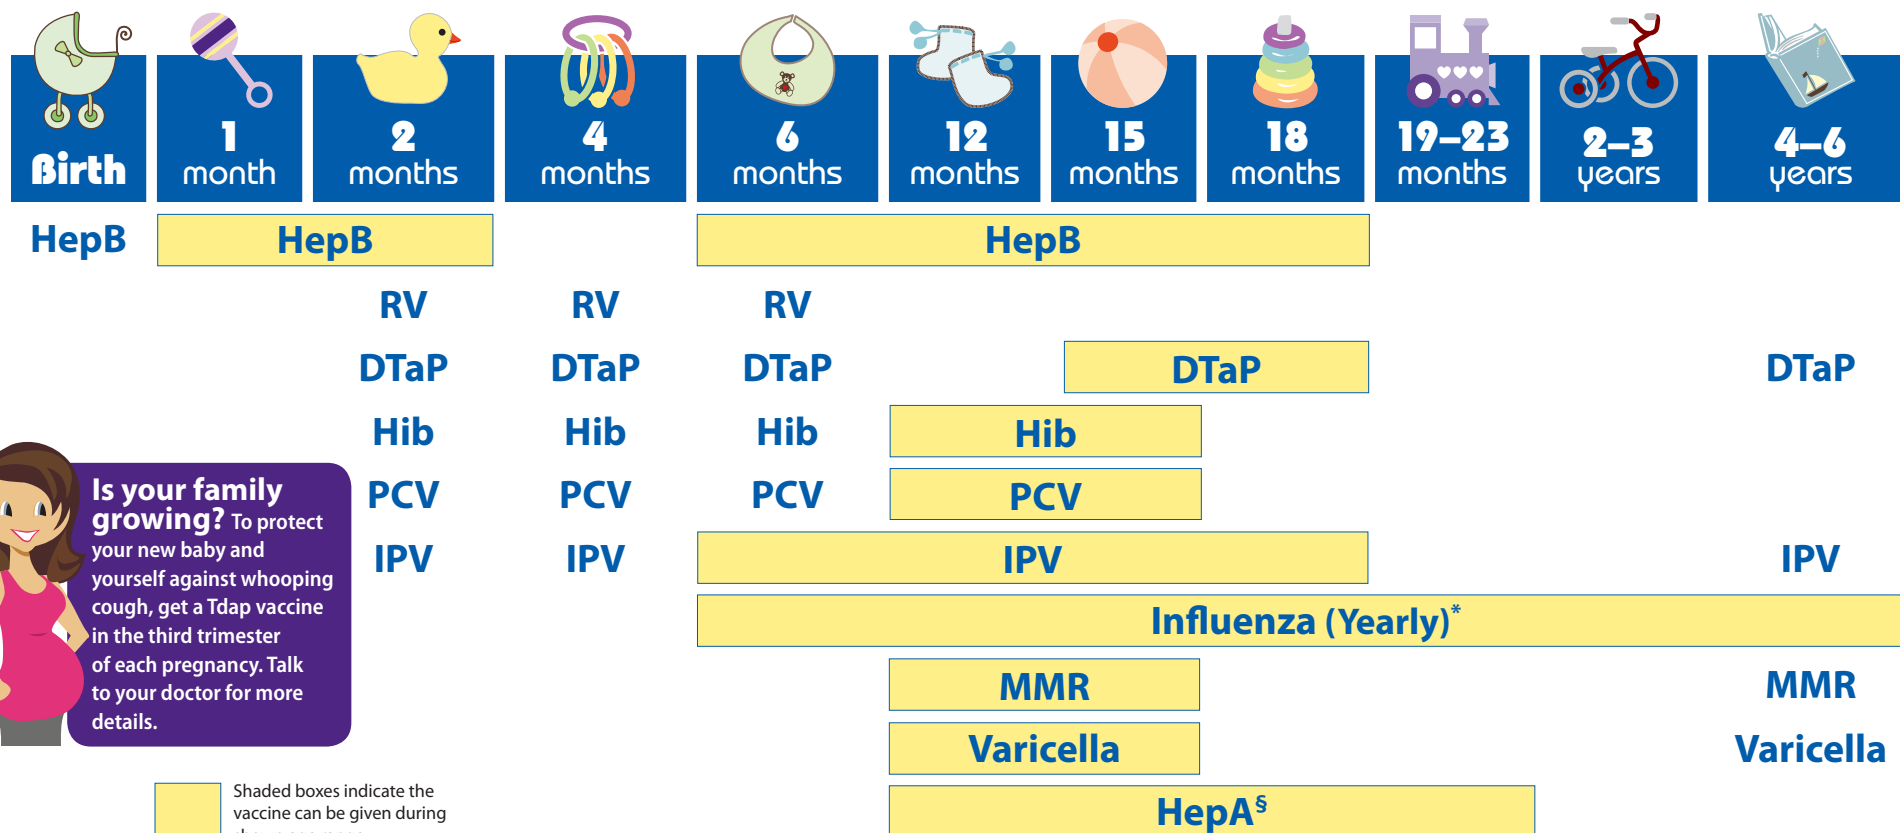 Birth
1
month
2
months
4
months
6
months
12
months
15
months
18
months
19–23
months
2–3
years
4–6
years
HepB HepB HepB
RV RV RV
DTaP DTaP DTaP DTaP DTaP
Hib Hib Hib Hib
PCV PCV PCV PCV
IPV IPV IPV IPV
Influenza (Yearly)*
MMR MMR
Varicella Varicella
HepA§
Is your family
growing? To protect
your new baby and
yourself against whooping
cough, get a Tdap vaccine
in the third trimester
of each pregnancy. Talk
to your doctor for more
details.
Shaded boxes indicate the
vaccine can be given during